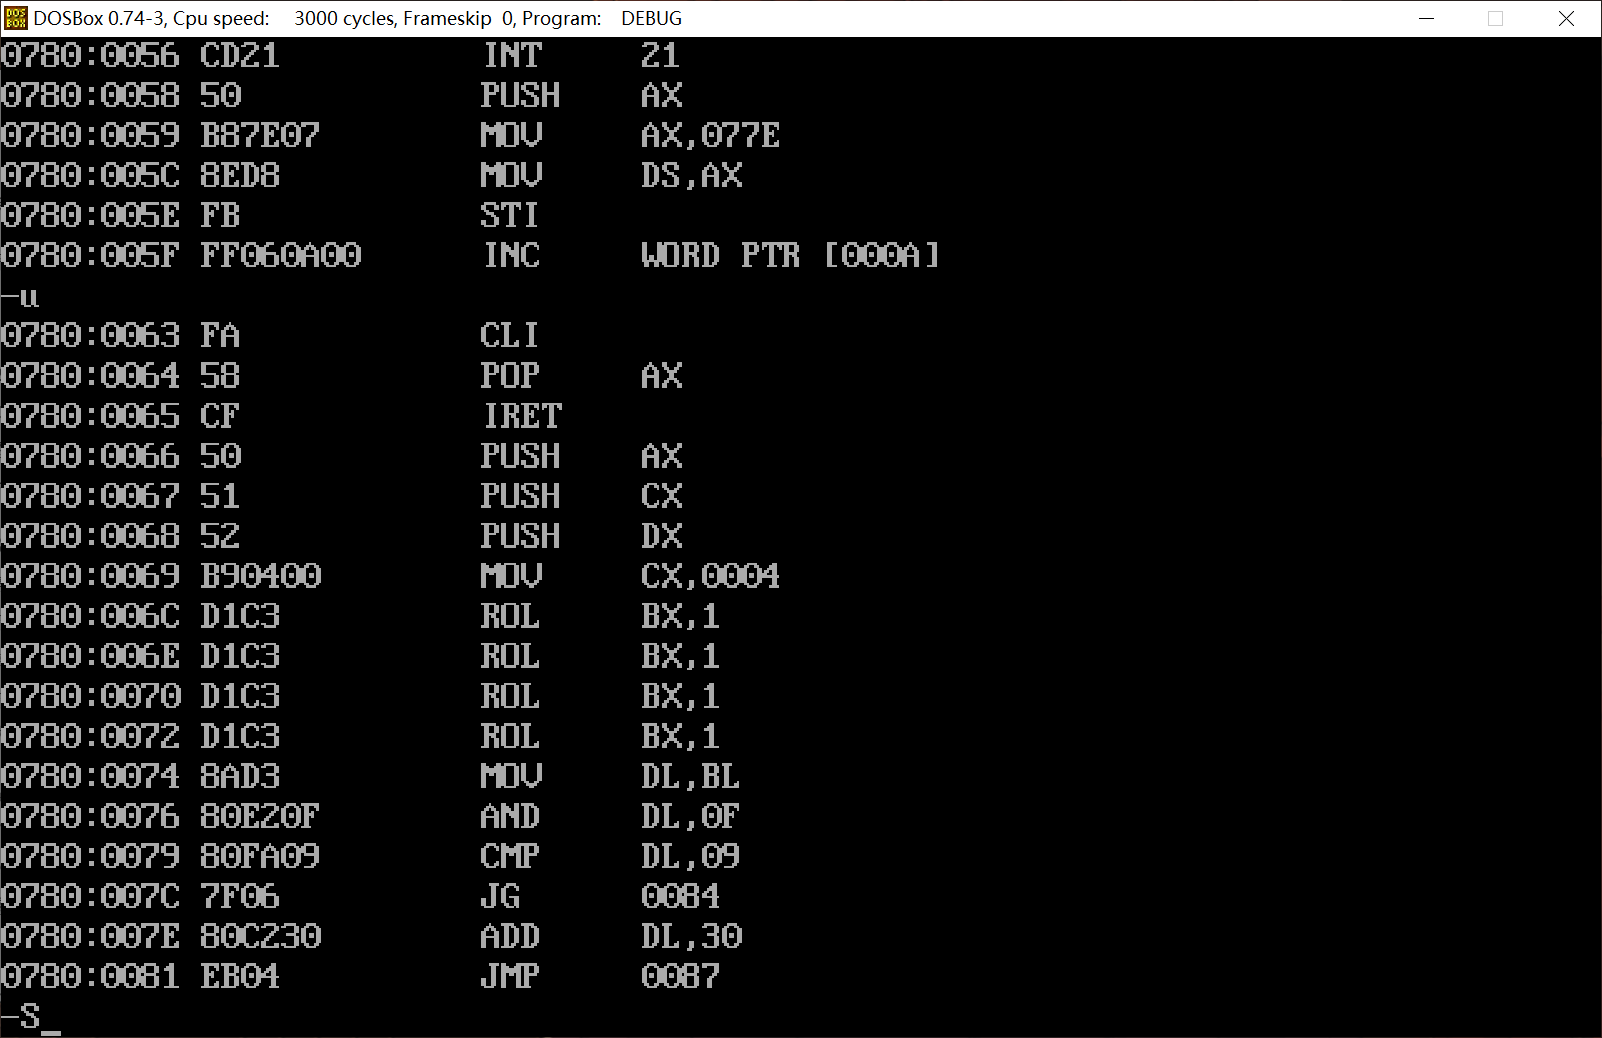 DOS BOX DOSBox 0.74-3, Cpu speed: 3000 cycles, Frameskip 0, Program: DEBUG
0780:0056 CD21 INT 21
0780:0058 50 PUSH AX
0780:0059 B87E07 MOV AX,077E
0780:005C 8ED8 MOV DS,AX
0780:005E FB STI
0780:005F FF060A00 INC WORD PTR [000A]
-u
0780:0063 FA CLI
0780:0064 58 POP AX
0780:0065 CF IRET
0780:0066 50 PUSH AX
0780:0067 51 PUSH CX
0780:0068 52 PUSH DX
0780:0069 B90400 MOV CX,0004
0780:006C D1C3 ROL BX,1
0780:006E D1C3 ROL BX,1
0780:0070 D1C3 ROL BX,1
0780:0072 D1C3 ROL BX,1
0780:0074 8AD3 MOV DL,BL
0780:0076 80E20F AND DL,0F
0780:0079 80FA09 CMP DL,09
0780:007C 7F06 JG 0084
0780:007E 80C230 ADD DL,30
0780:0081 EB04 JMP 0087
-S_